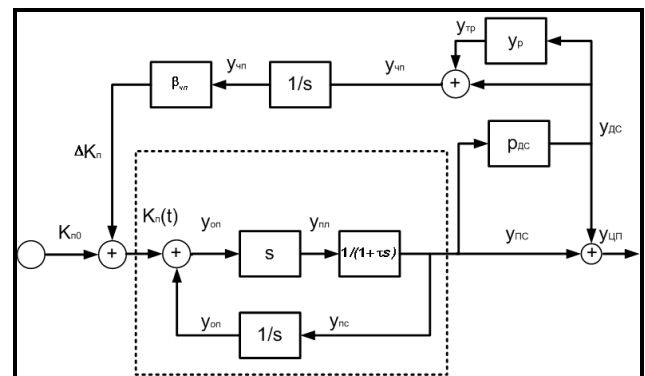 yтр
yр
yчп
yчп
βчп
1/s
+
yДС
ΔKп
pДС
Kп(t)
Kп0
yоп
yпл
yПС
yЦП
+
+
s
1/(1+τs)
+
yоп
1/s
yпс